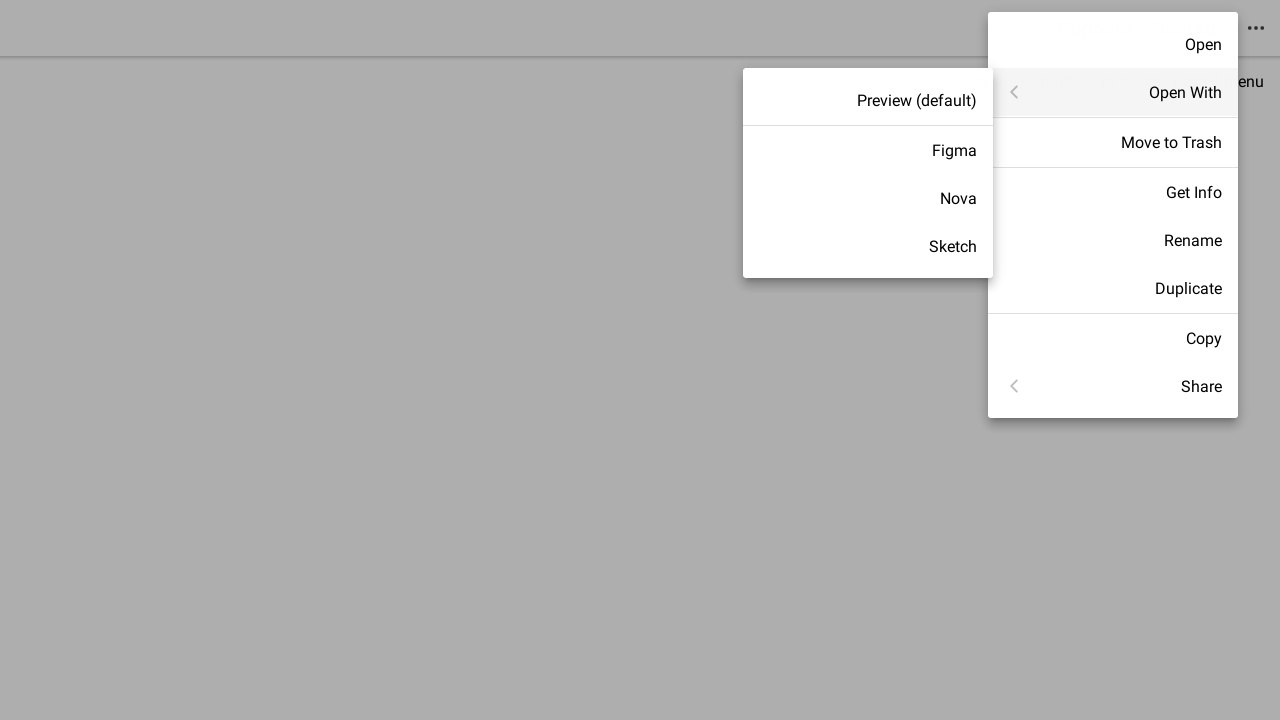 Open
Open With
Move to Trash
Get Info
Rename
Duplicate
Copy
Share
Preview (default)
Figma
Nova
Sketch
enu